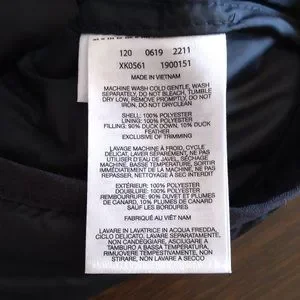 120 0619 2211
XK0561 1900151
MADE IN VIETNAM
MACHINE WASH COLD GENTLE, WASH
SEPARATELY, DO NOT BLEACH, TUMBLE
DRY LOW, REMOVE PROMPTLY, DO NOT
IRON, DO NOT DRYCLEAN
SHELL: 100% POLYESTER
LINING: 100% POLYESTER
FILLING: 90% DUCK DOWN, 10% DUCK
FEATHER
EXCLUSIVE OF TRIMMING
LAVAGE MACHINE À FROID, CYCLE
DÉLICAT, LAVER SÉPARÉMENT, NE PAS
UTILISER D'EAU DE JAVEL, SÉCHAGE
MACHINE, BASSE TEMPÉRATURE, SORTIR
IMMÉDIATEMENT DE LA MACHINE, NE PAS
REPASSER, NETTOYAGE À SEC INTERDIT
EXTÉRIEUR: 100% POLYESTER
DOUBLURE: 100% POLYESTER
REMBOURRURE: 90% DUVET DE
CANARD, 10% PLUMES DE CANARD
SAUF LES BORDURES
FABRIQUÉ AU VIÊT NAM
LAVARE IN LAVATRICE IN ACQUA FREDDA,
CICLO DELICATO, LAVARE SEPARATAMENTE,
NON CANDEGGIARE, ASCIUGARE A
TAMBURO A BASSA TEMPERATURA,
RIMUOVERE TEMPESTIVAMENTE, NON
STIRARE, NON LAVARE A SECCO